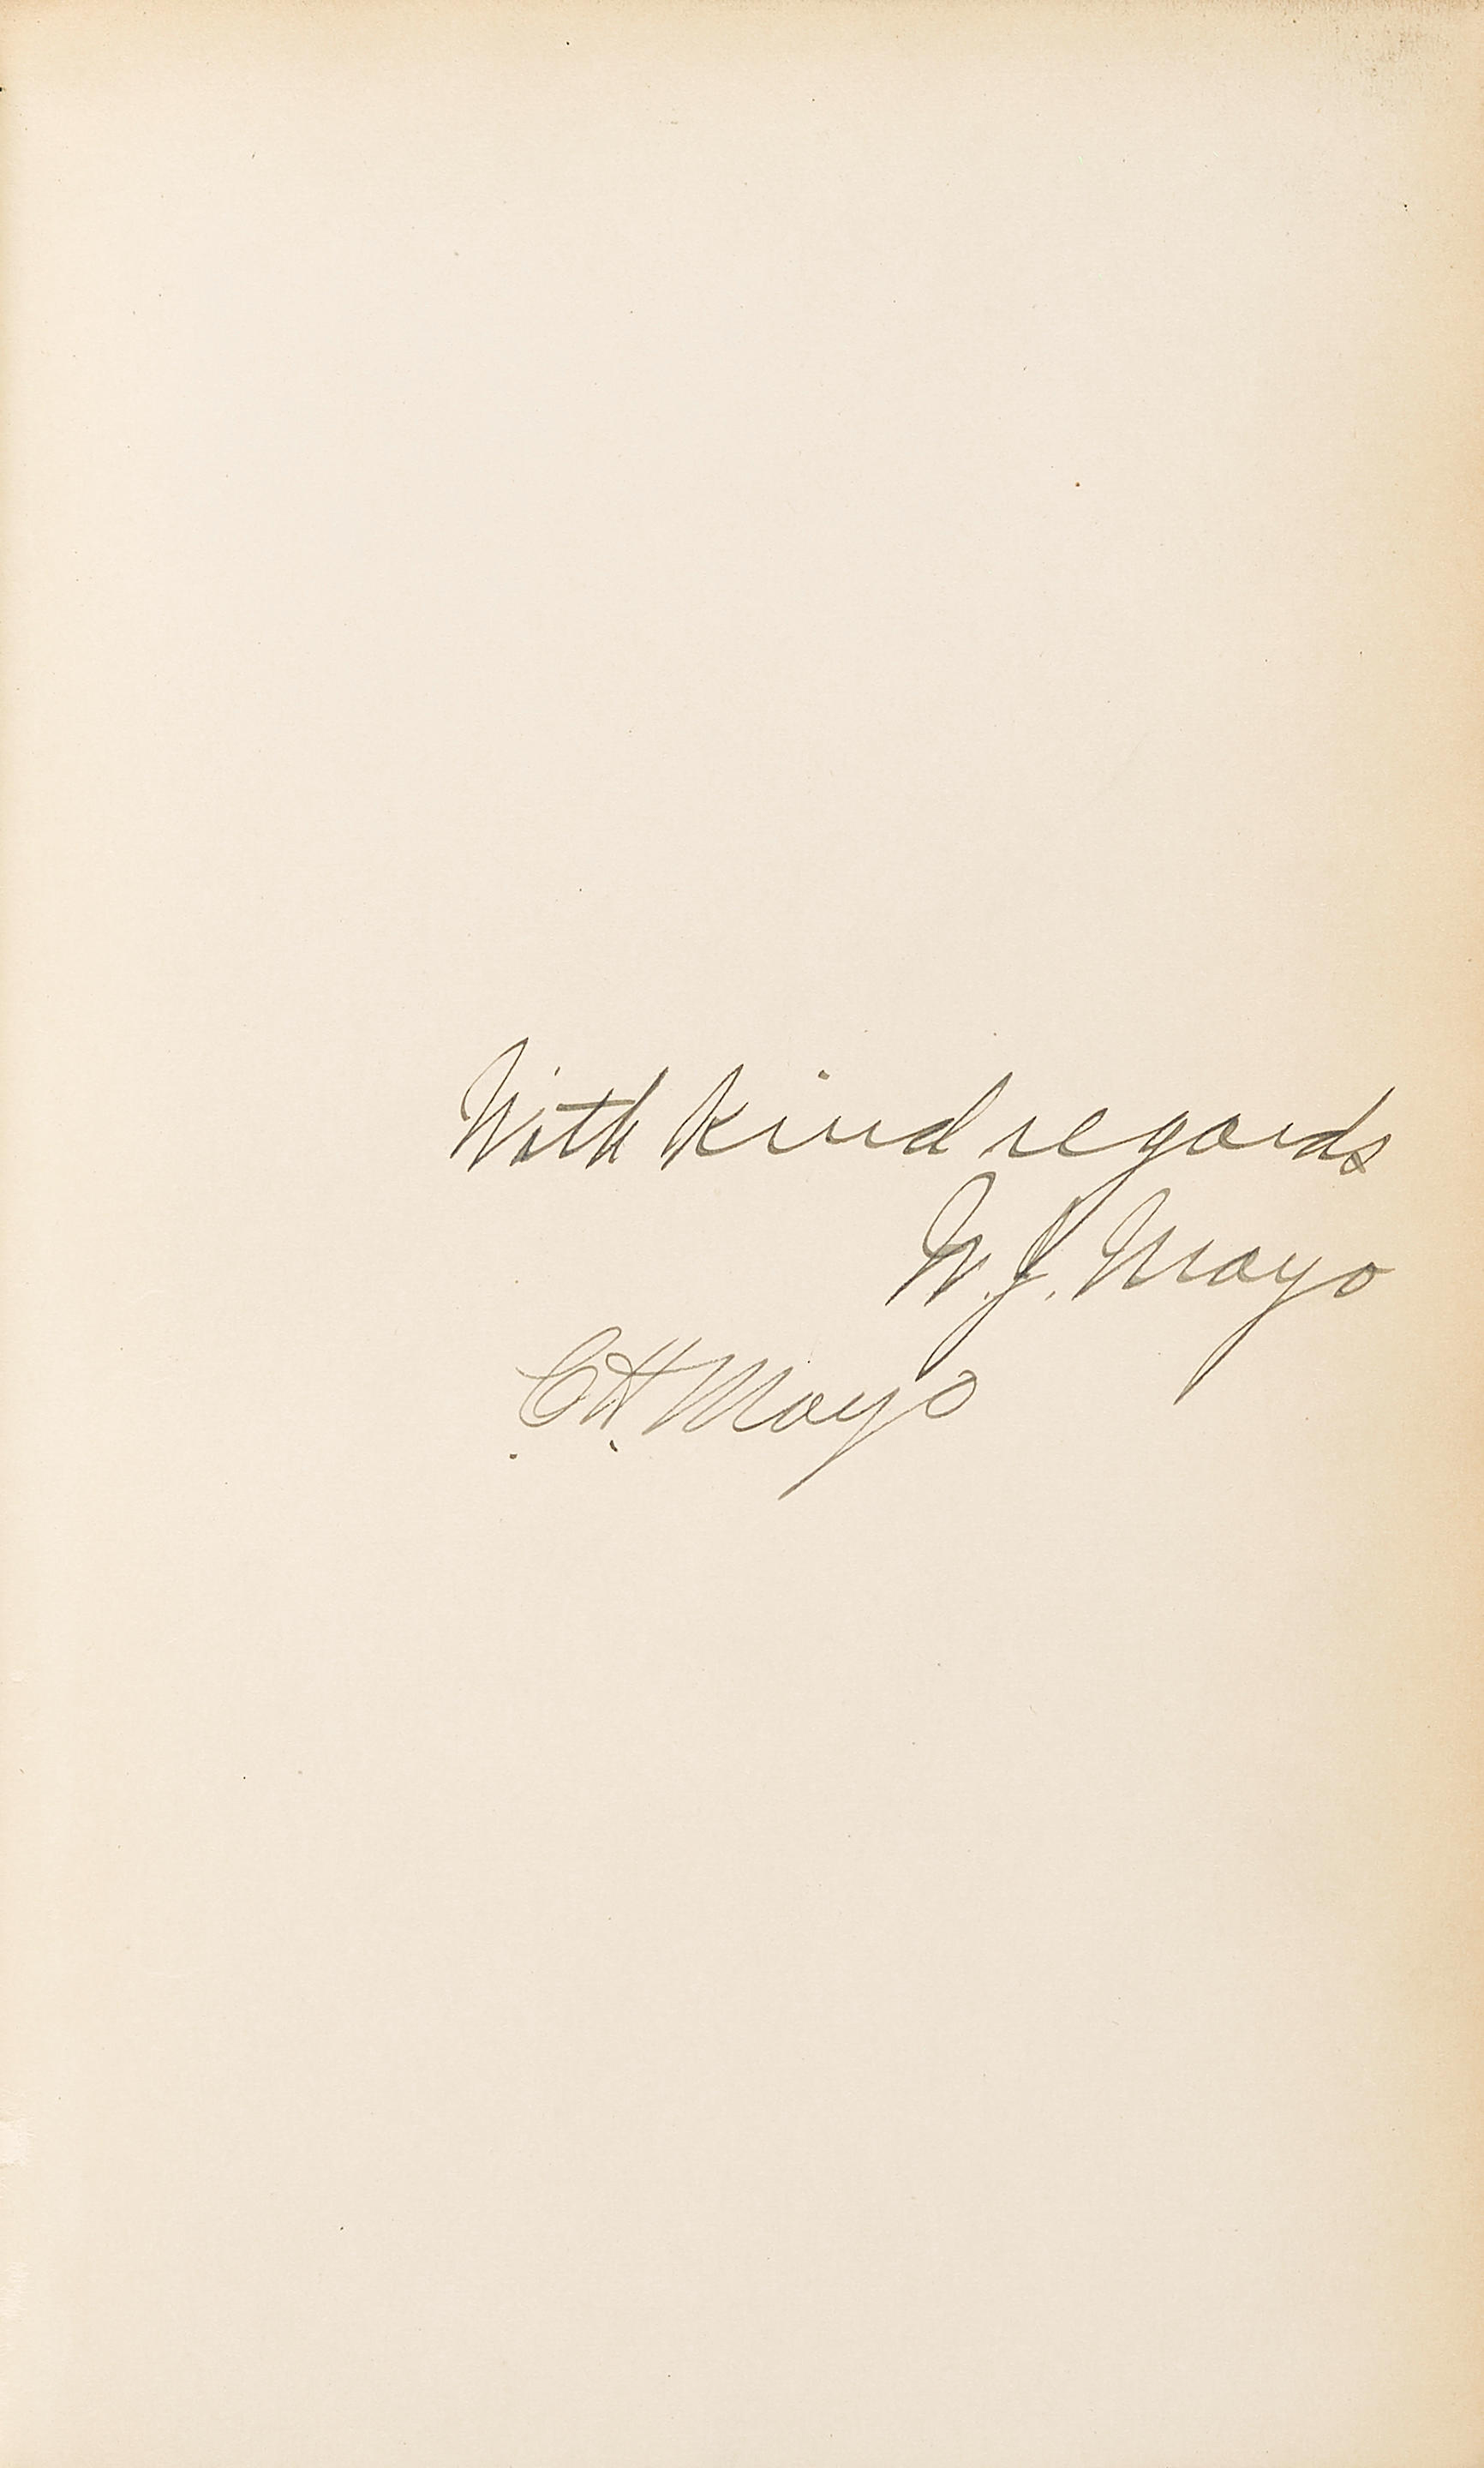 With kind regards
W. J. Mayo
C. H. Mayo